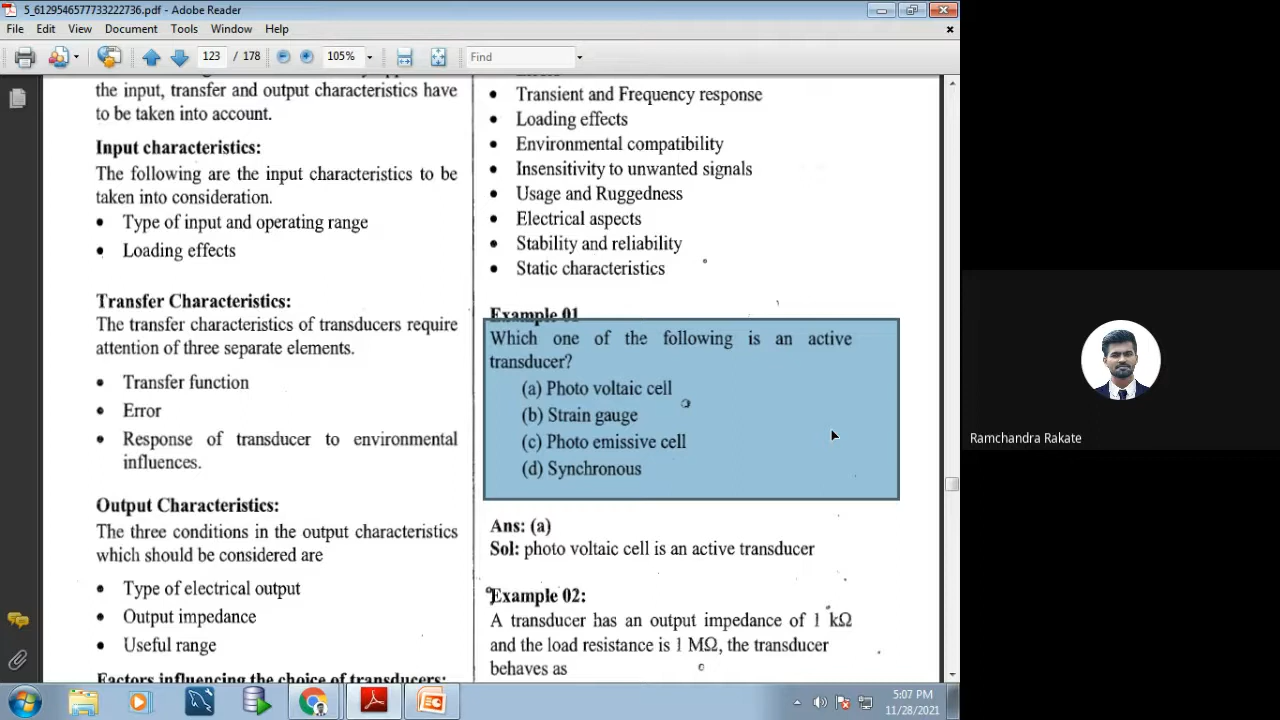 5_6129546577733222736.pdf - Adobe Reader
File Edit View Document Tools Window Help
123 / 178 105% Find
the input, transfer and output characteristics have
to be taken into account.
Input characteristics:
The following are the input characteristics to be
taken into consideration.
• Type of input and operating range
• Loading effects
Transfer Characteristics:
The transfer characteristics of transducers require
attention of three separate elements.
• Transfer function
• Error
• Response of transducer to environmental
influences.
Output Characteristics:
The three conditions in the output characteristics
which should be considered are
• Type of electrical output
• Output impedance
• Useful range
Factors influencing the choice of transducers:
• Transient and Frequency response
• Loading effects
• Environmental compatibility
• Insensitivity to unwanted signals
• Usage and Ruggedness
• Electrical aspects
• Stability and reliability
• Static characteristics
Example 01
Which one of the following is an active
transducer?
(a) Photo voltaic cell
(b) Strain gauge
(c) Photo emissive cell
(d) Synchronous
Ans: (a)
Sol: photo voltaic cell is an active transducer
Example 02:
A transducer has an output impedance of 1 kΩ
and the load resistance is 1 MΩ, the transducer
behaves as
Ramchandra Rakate
5:07 PM
11/28/2021